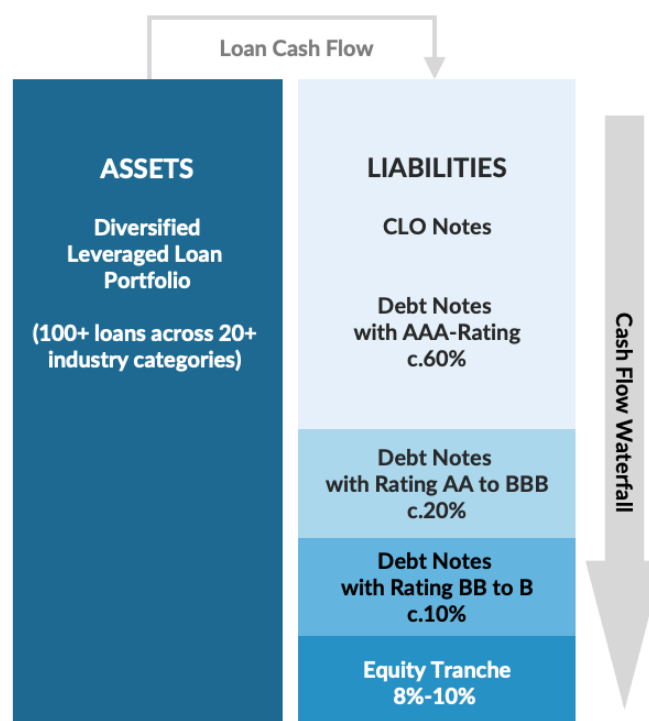 Loan Cash Flow
ASSETS
Diversified
Leveraged Loan
Portfolio
(100+ loans across 20+
industry categories)
LIABILITIES
CLO Notes
Debt Notes
with AAA-Rating
c.60%
Debt Notes
with Rating AA to BBB
c.20%
Debt Notes
with Rating BB to B
c.10%
Equity Tranche
8%-10%
Cash Flow Waterfall